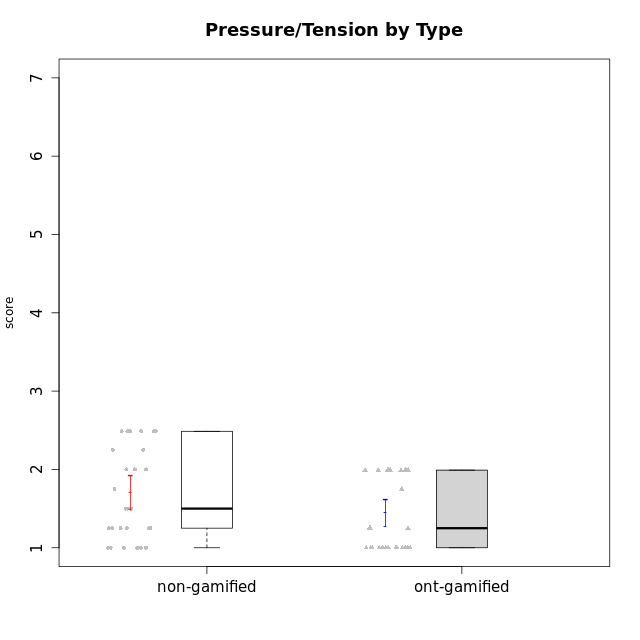 Pressure/Tension by Type
7
6
5
4
3
2
1
score
non-gamified
ont-gamified